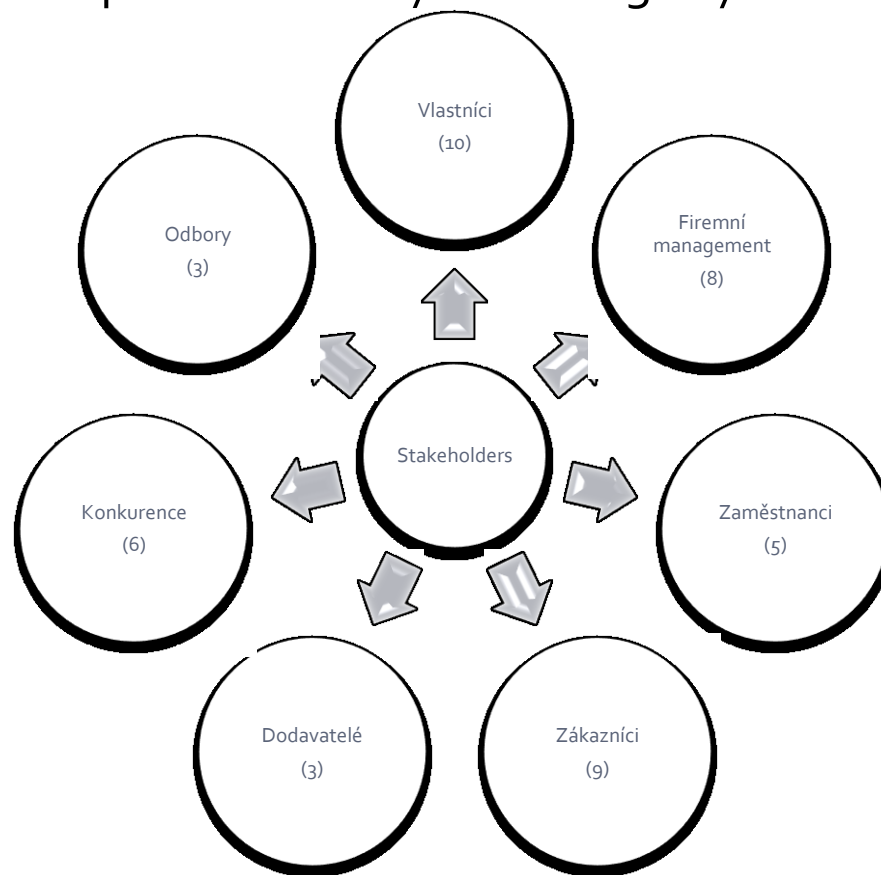 Vlastníci
(10)
Firemní
management
(8)
Odbory
(3)
Stakeholders
Konkurence
(6)
Zaměstnanci
(5)
Dodavatelé
(3)
Zákazníci
(9)